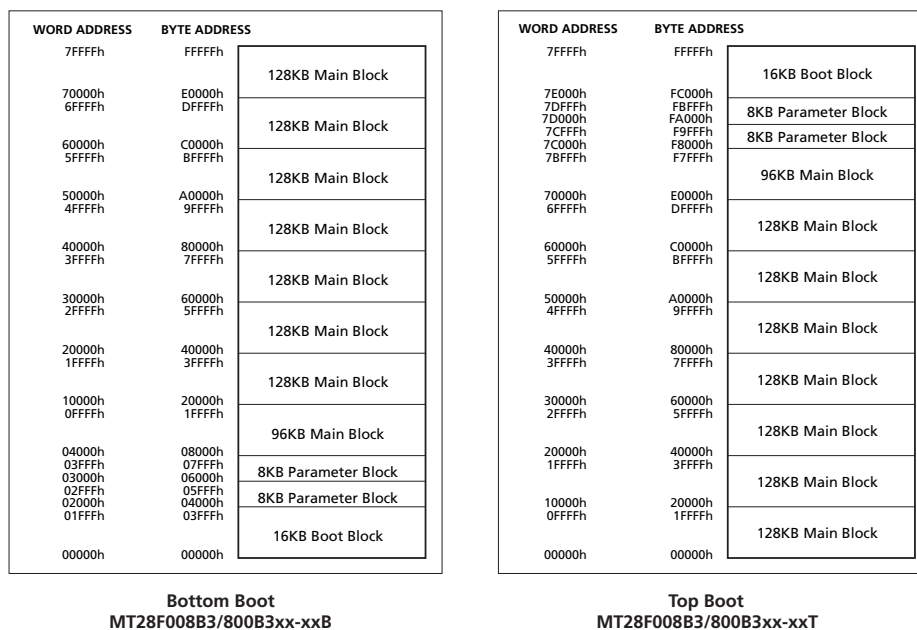 WORD ADDRESS BYTE ADDRESS
7FFFFh FFFFFh
128KB Main Block
70000h E0000h
6FFFFh DFFFFh
128KB Main Block
60000h C0000h
5FFFFh BFFFFh
128KB Main Block
50000h A0000h
4FFFFh 9FFFFh
128KB Main Block
40000h 80000h
3FFFFh 7FFFFh
128KB Main Block
30000h 60000h
2FFFFh 5FFFFh
128KB Main Block
20000h 40000h
1FFFFh 3FFFFh
128KB Main Block
10000h 20000h
0FFFFh 1FFFFh
96KB Main Block
04000h 08000h
03FFFh 07FFFh
8KB Parameter Block
03000h 06000h
02FFFh 05FFFh
8KB Parameter Block
02000h 04000h
01FFFh 03FFFh
16KB Boot Block
00000h 00000h
Bottom Boot
MT28F008B3/800B3xx-xxB
WORD ADDRESS BYTE ADDRESS
7FFFFh FFFFFh
16KB Boot Block
7E000h FC000h
7DFFFh FBFFFh
8KB Parameter Block
7D000h FA000h
7CFFFh F9FFFh
8KB Parameter Block
7C000h F8000h
7BFFFh F7FFFh
96KB Main Block
70000h E0000h
6FFFFh DFFFFh
128KB Main Block
60000h C0000h
5FFFFh BFFFFh
128KB Main Block
50000h A0000h
4FFFFh 9FFFFh
128KB Main Block
40000h 80000h
3FFFFh 7FFFFh
128KB Main Block
30000h 60000h
2FFFFh 5FFFFh
128KB Main Block
20000h 40000h
1FFFFh 3FFFFh
128KB Main Block
10000h 20000h
0FFFFh 1FFFFh
128KB Main Block
00000h 00000h
Top Boot
MT28F008B3/800B3xx-xxT